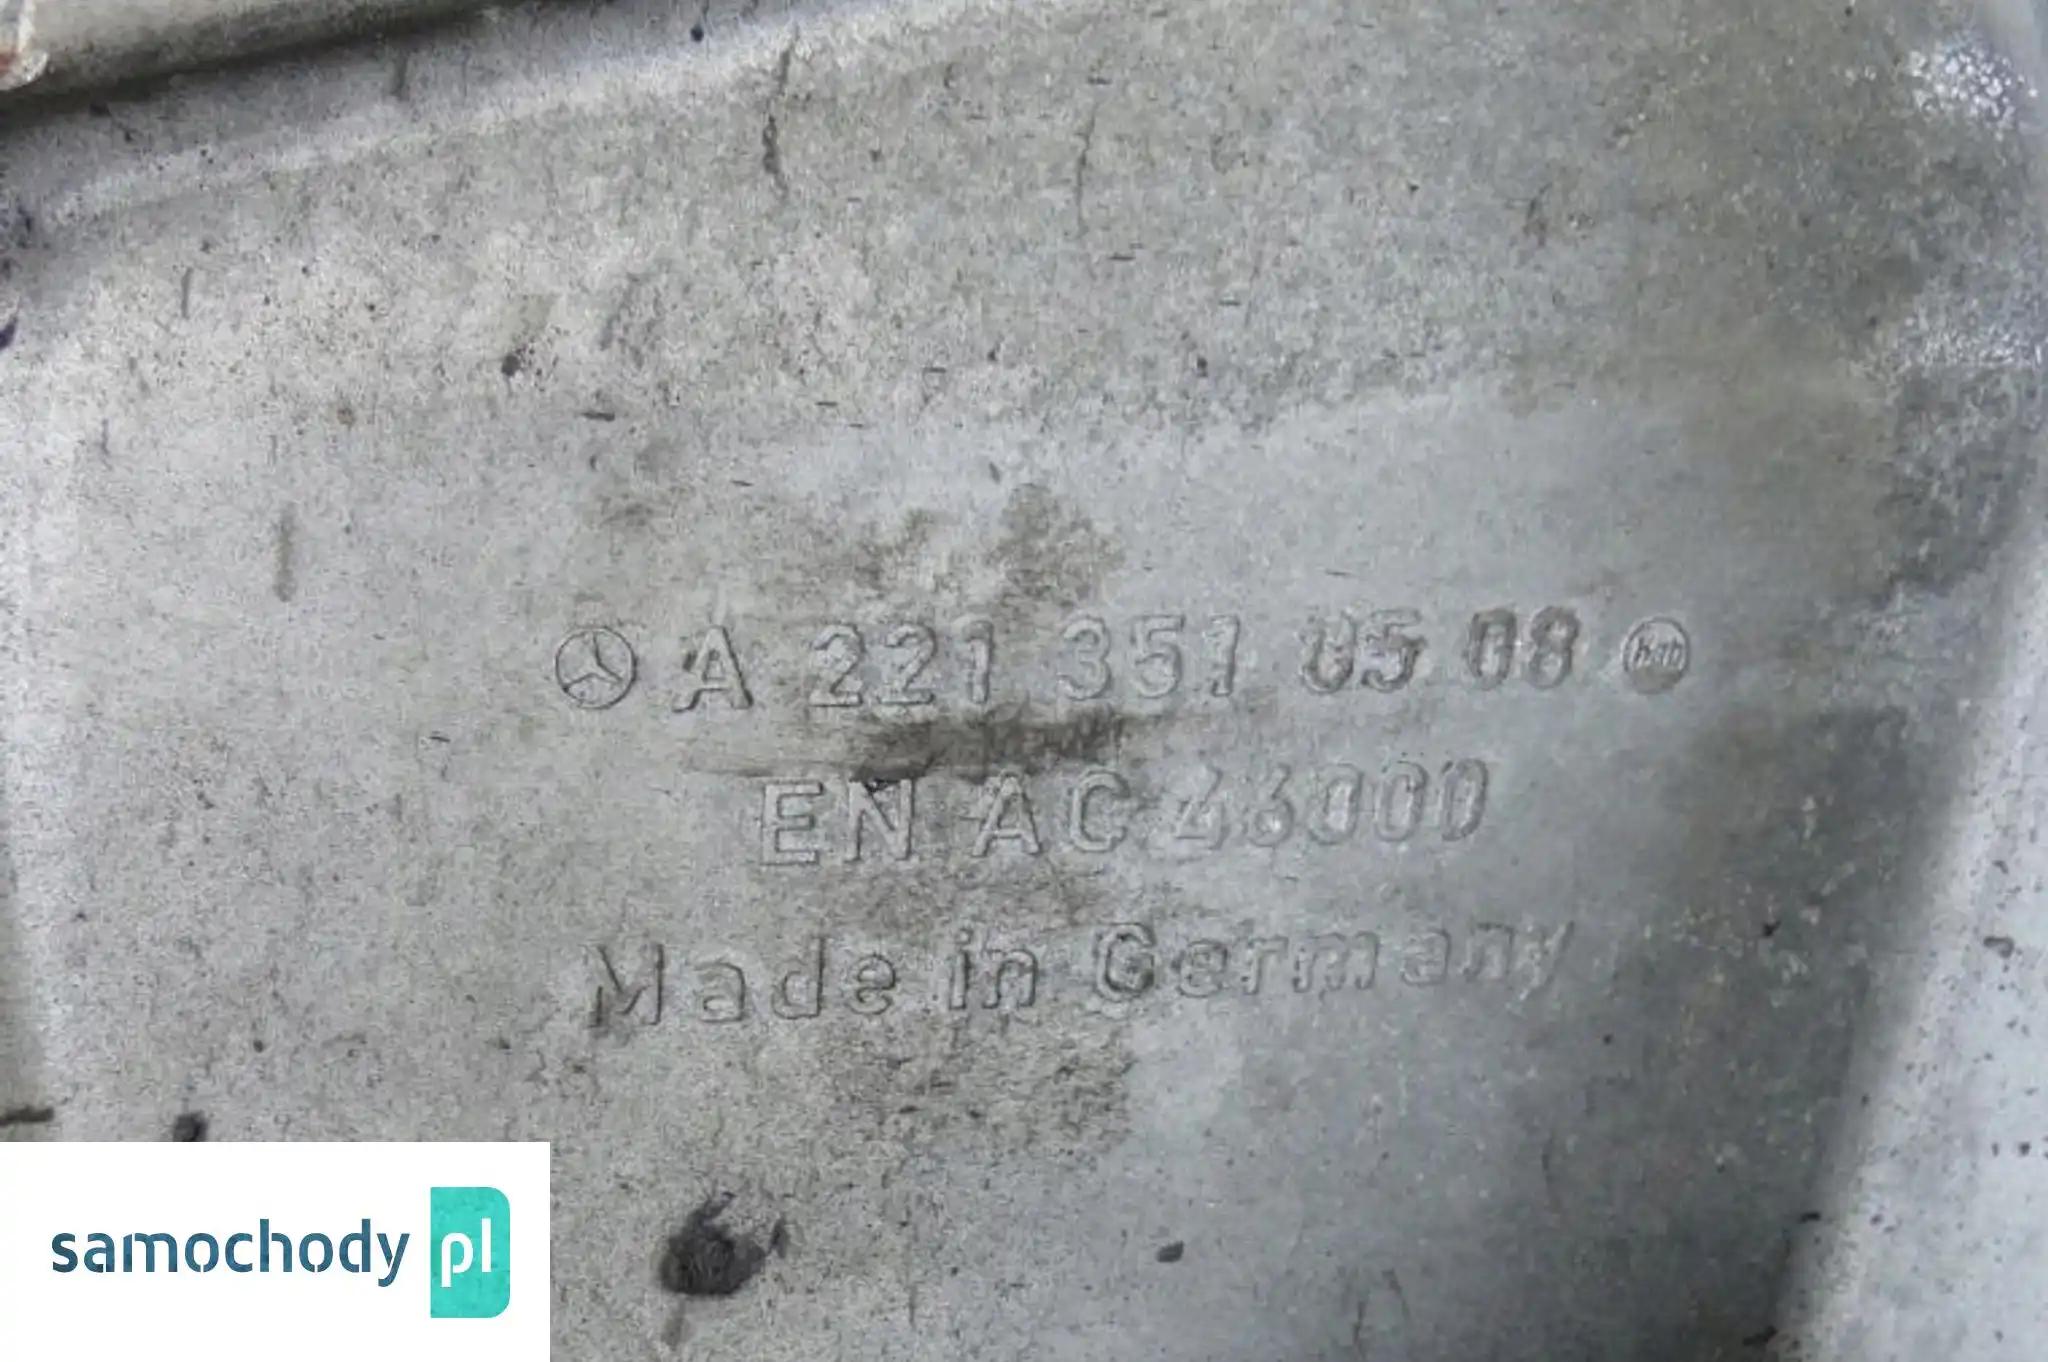 A 221 351 05 08
EN AC 46000
Made in Germany
samochody pl